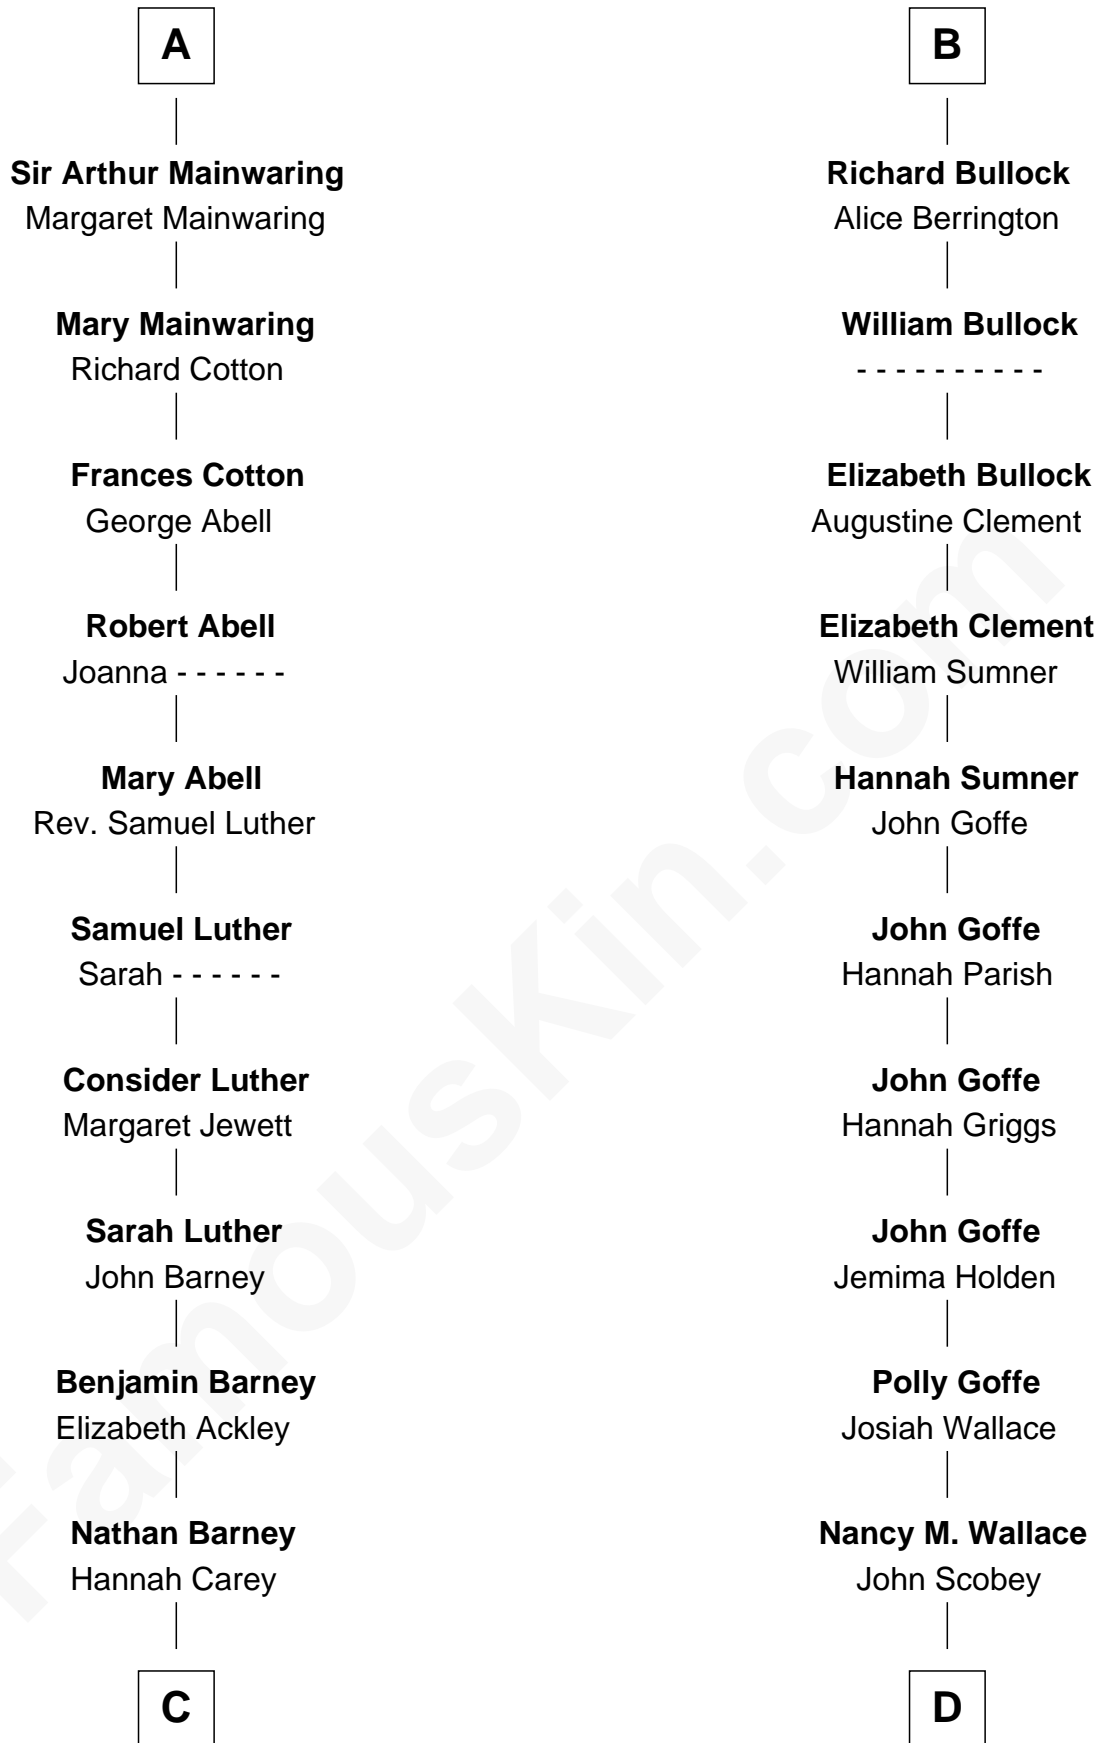 A
Sir Arthur Mainwaring
Margaret Mainwaring
Mary Mainwaring
Richard Cotton
Frances Cotton
George Abell
Robert Abell
Joanna - - - - - -
Mary Abell
Rev. Samuel Luther
Samuel Luther
Sarah - - - - - -
Consider Luther
Margaret Jewett
Sarah Luther
John Barney
Benjamin Barney
Elizabeth Ackley
Nathan Barney
Hannah Carey
C
B
Richard Bullock
Alice Berrington
William Bullock
- - - - - - - - - -
Elizabeth Bullock
Augustine Clement
Elizabeth Clement
William Sumner
Hannah Sumner
John Goffe
John Goffe
Hannah Parish
John Goffe
Hannah Griggs
John Goffe
Jemima Holden
Polly Goffe
Josiah Wallace
Nancy M. Wallace
John Scobey
D
FamousKin.com